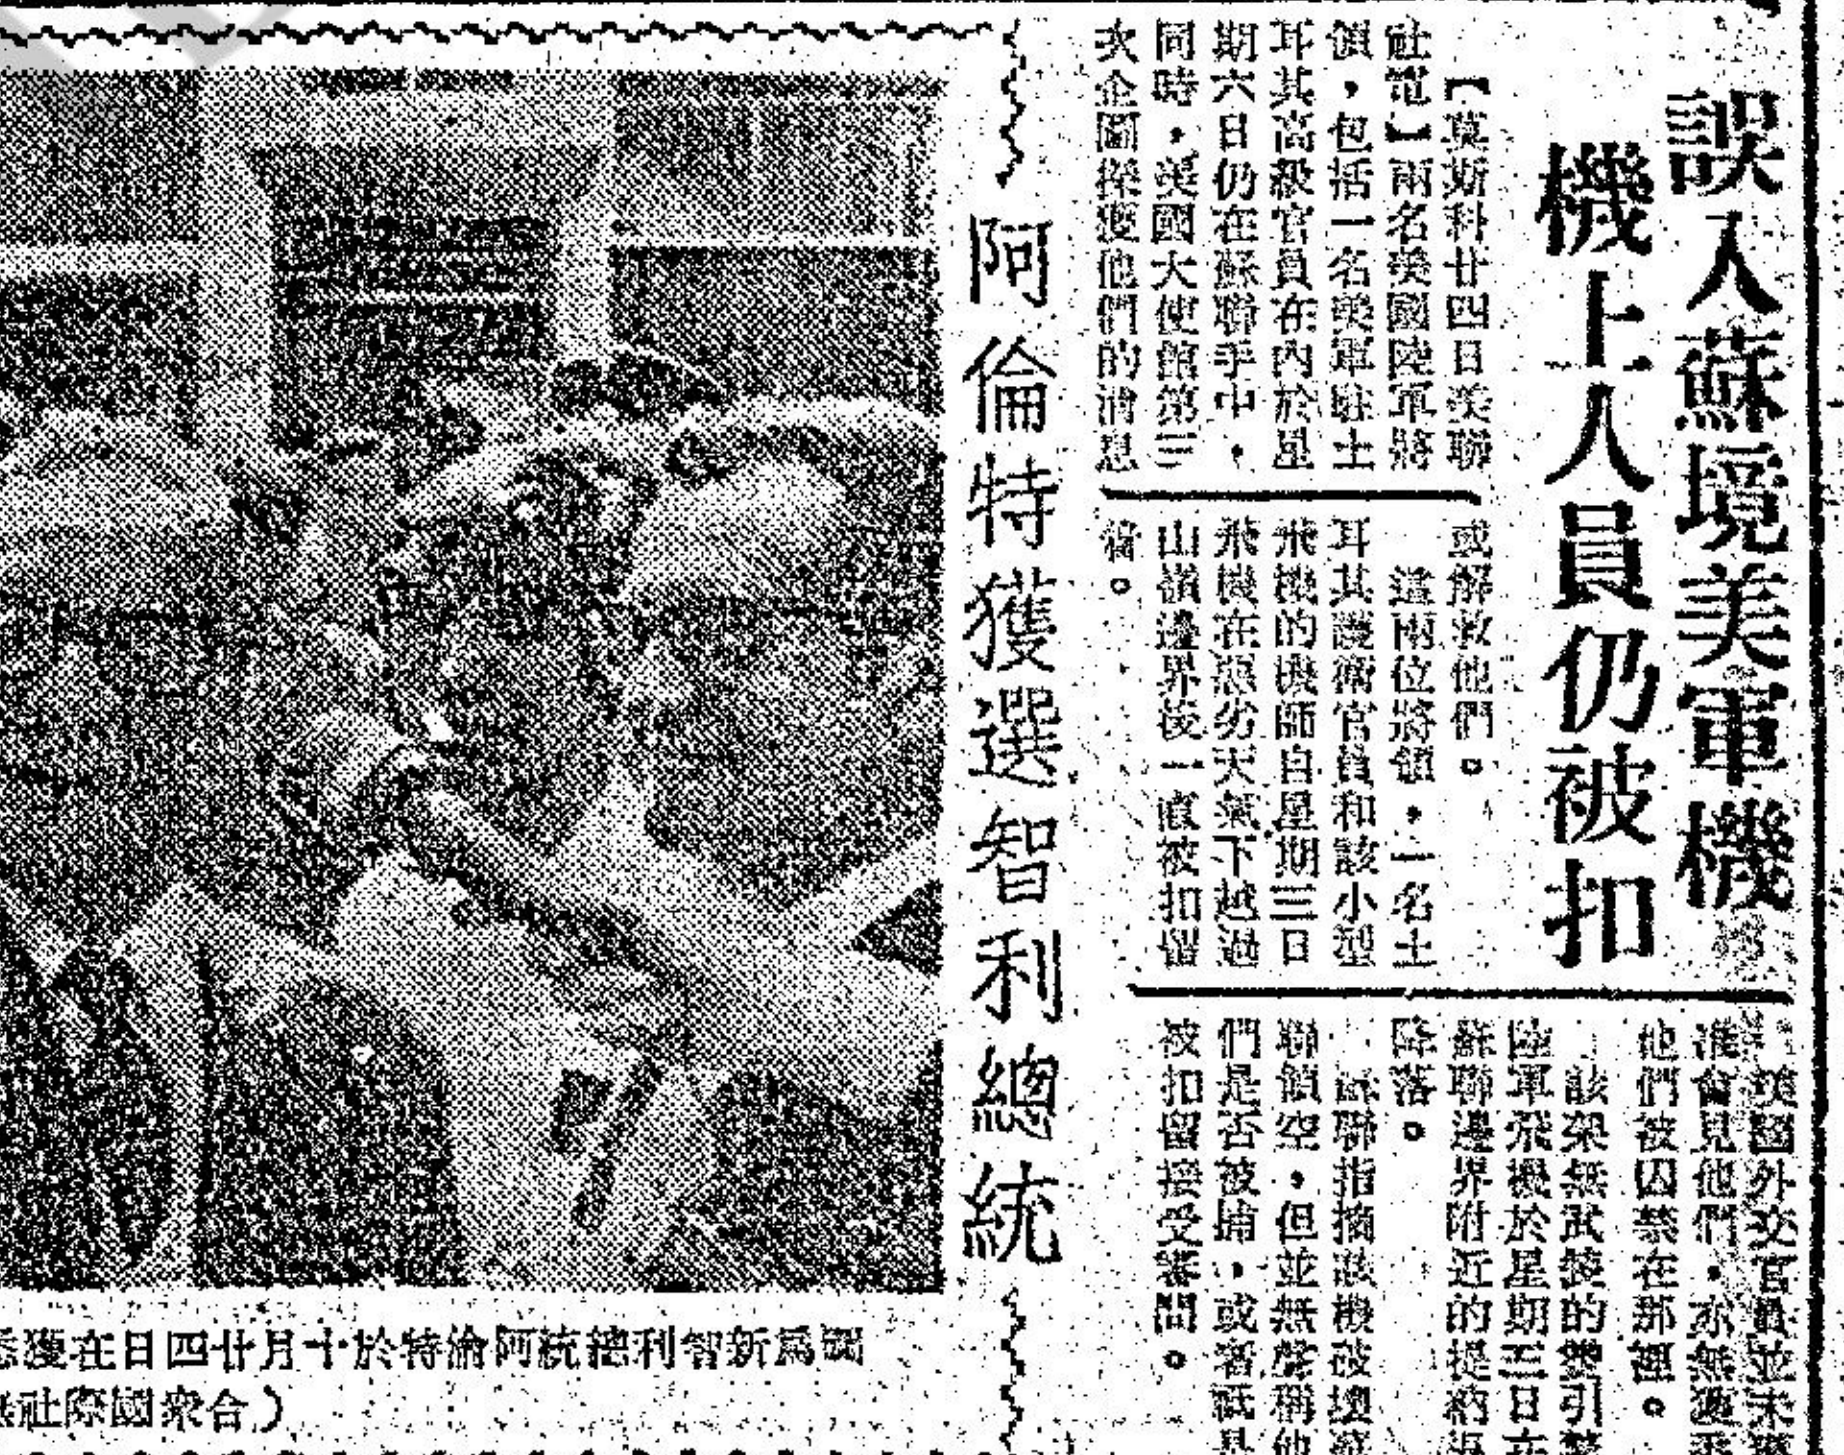 誤入蘇境美軍機
機上人員仍被扣
【莫斯科廿四日美聯
社電】兩名美國陸軍將
領，包括一名美軍駐土
耳其高級官員在內於星
期六日仍在蘇聯手中，
同時，美國大使館第三
次企圖探獲他們的消息
或解救他們。
這兩位將領，一名土
耳其護衛官員和該小型
飛機的機師自星期三日
飛機在惡劣天氣下越過
山嶺邊界後一直被扣留
着。
美國外交官員並未獲
准會見他們，亦無透露
他們被囚禁在那裡。
該架無武裝的雙引擎
陸軍飛機於星期三日在
蘇聯邊界附近的提納
降落。
蘇聯指摘該機破壞蘇
聯領空，但並無聲稱他
們是否被捕，或者祇是
被扣留接受審問。
阿倫特獲選智利總統
圖爲新智利總統阿淪特於十月廿四日在獲悉
（合衆國際社